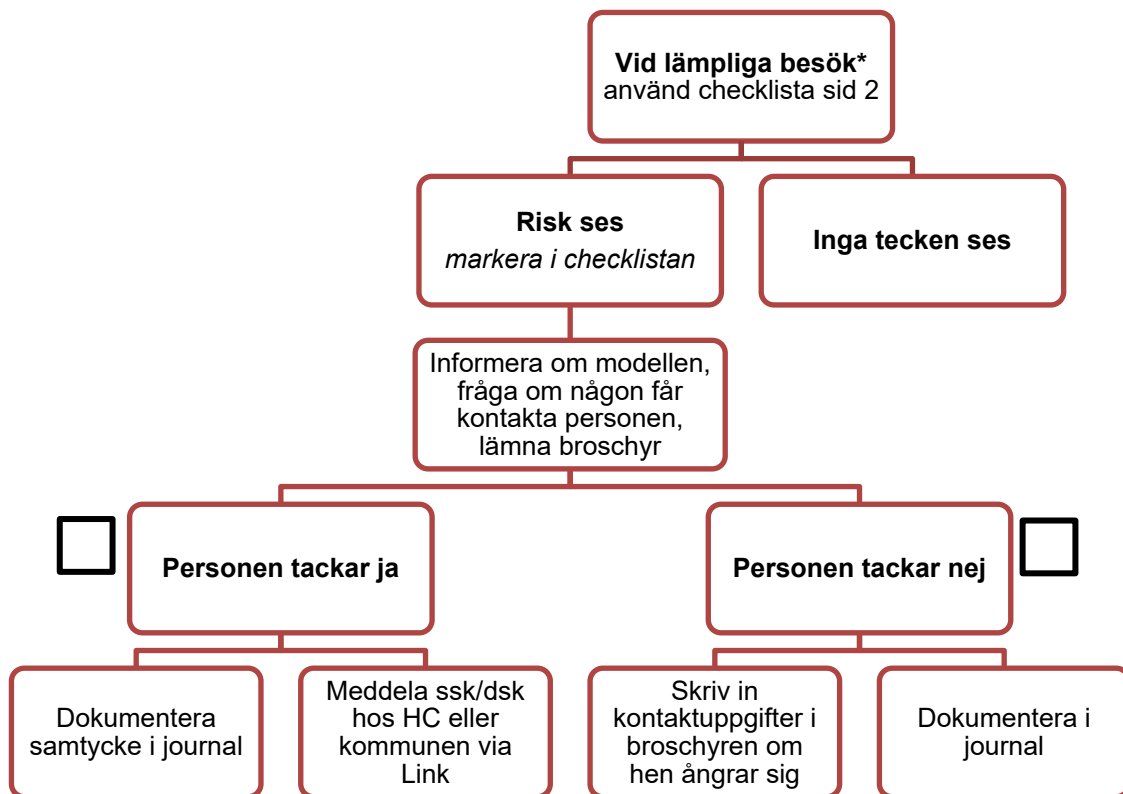 Vid lämpliga besök*
använd checklista sid 2
Risk ses
markera i checklistan
Inga tecken ses
Informera om modellen,
fråga om någon får
kontakta personen,
lämna broschyr
Personen tackar ja
Personen tackar nej
Dokumentera
samtycke i journal
Meddela ssk/dsk
hos HC eller
kommunen via
Link
Skriv in
kontaktuppgifter i
broschyren om
hen ångrar sig
Dokumentera i
journal